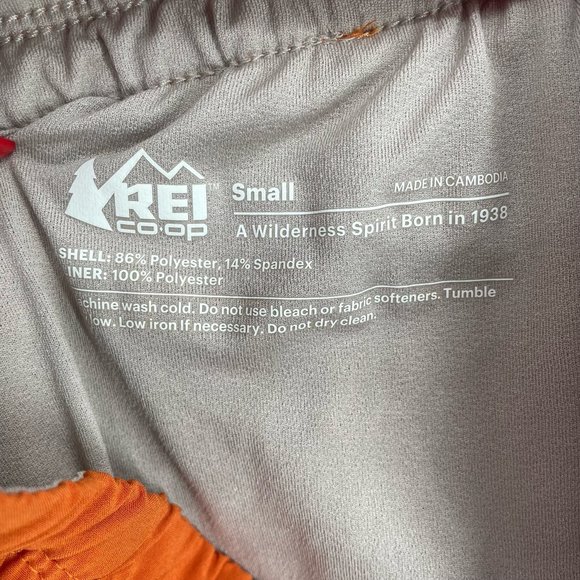 REI
CO·OP
Small
MADE IN CAMBODIA
A Wilderness Spirit Born in 1938
SHELL: 86% Polyester, 14% Spandex
INER: 100% Polyester
chine wash cold. Do not use bleach or fabric softeners. Tumble
ow. Low iron If necessary. Do not dry clean.